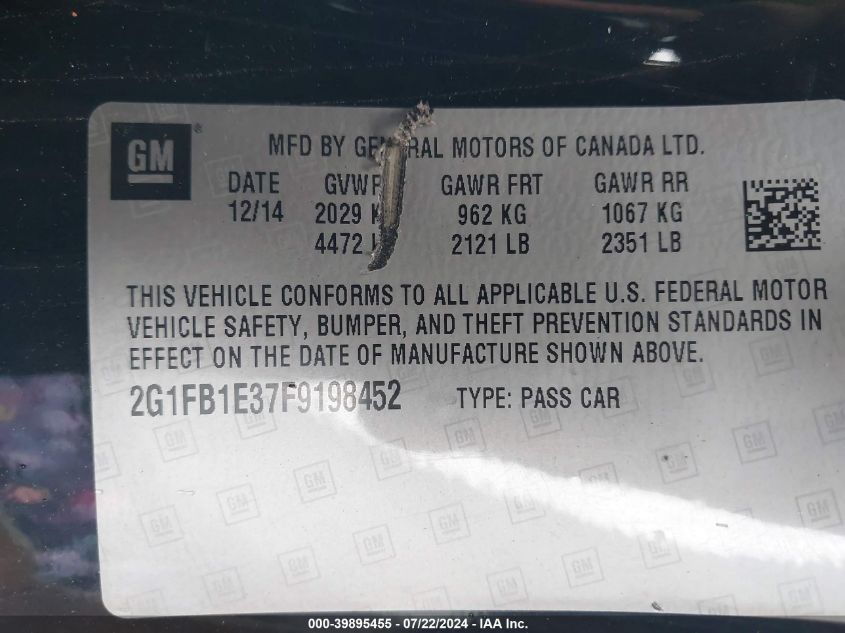 GM
MFD BY GENERAL MOTORS OF CANADA LTD.
DATE GVWR GAWR FRT GAWR RR
12/14 2029 KG 962 KG 1067 KG
4472 LB 2121 LB 2351 LB
THIS VEHICLE CONFORMS TO ALL APPLICABLE U.S. FEDERAL MOTOR
VEHICLE SAFETY, BUMPER, AND THEFT PREVENTION STANDARDS IN
EFFECT ON THE DATE OF MANUFACTURE SHOWN ABOVE.
2G1FB1E37F9198452 TYPE: PASS CAR
000-39895455 - 07/22/2024 - IAA Inc.